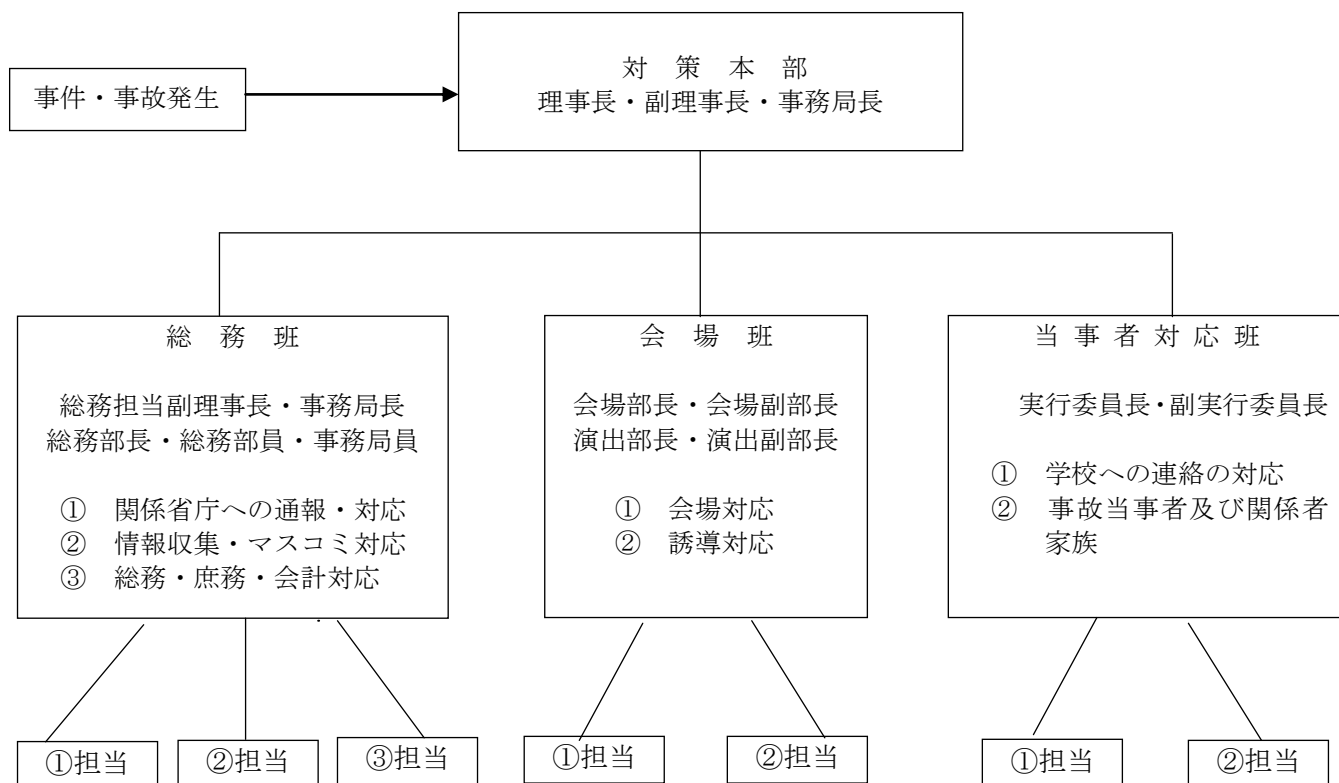 対 策 本 部
理事長・副理事長・事務局長
事件・事故発生
総 務 班
総務担当副理事長・事務局長
総務部長・総務部員・事務局員
① 関係省庁への通報・対応
② 情報収集・マスコミ対応
③ 総務・庶務・会計対応
会 場 班
会場部長・会場副部長
演出部長・演出副部長
① 会場対応
② 誘導対応
当 事 者 対 応 班
実行委員長・副実行委員長
① 学校への連絡の対応
② 事故当事者及び関係者
家族
①担当
②担当
③担当
①担当
②担当
①担当
②担当